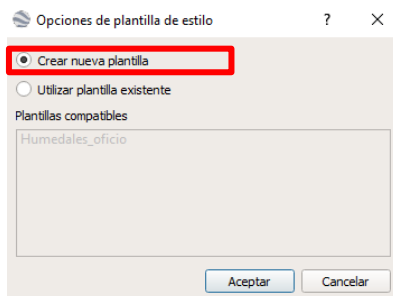 Opciones de plantilla de estilo
Crear nueva plantilla
Utilizar plantilla existente
Plantillas compatibles
Humedales_oficio
Aceptar Cancelar